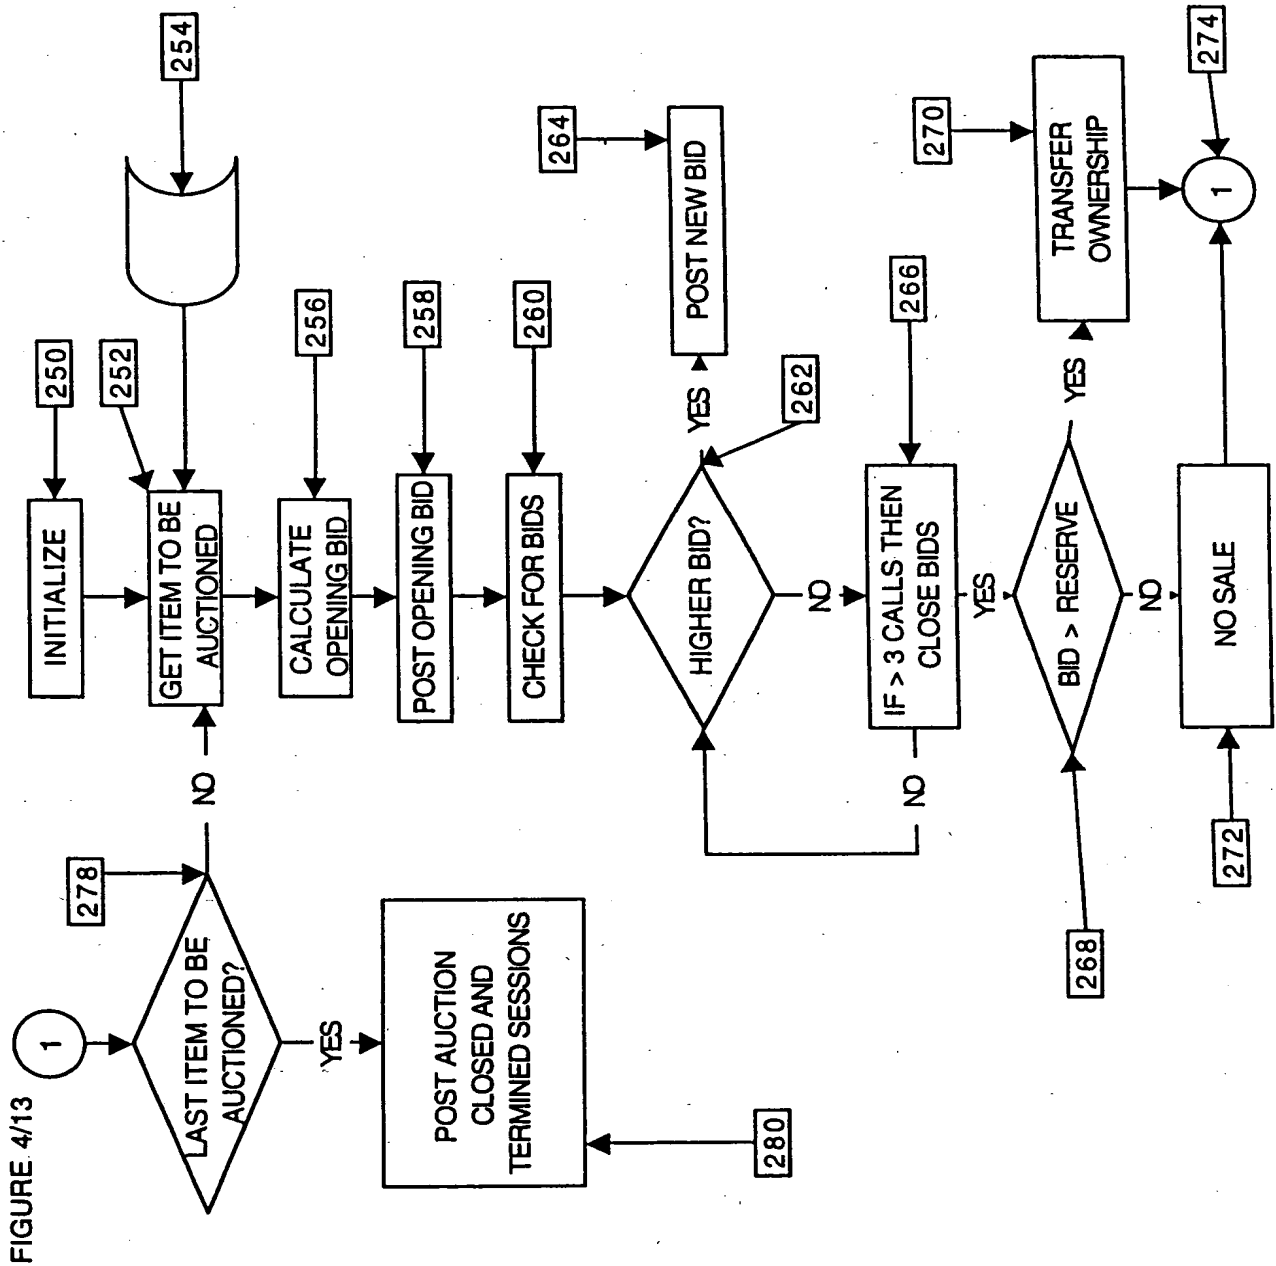 FIGURE 4/13
1
278
LAST ITEM TO BE
AUCTIONED?
NO
YES
POST AUCTION
CLOSED AND
TERMINED SESSIONS
280
250
INITIALIZE
252
254
GET ITEM TO BE
AUCTIONED
256
CALCULATE
OPENING BID
258
POST OPENING BID
260
CHECK FOR BIDS
HIGHER BID?
262
YES
264
POST NEW BID
NO
266
IF > 3 CALLS THEN
CLOSE BIDS
NO
YES
268
BID > RESERVE
YES
270
TRANSFER
OWNERSHIP
NO
272
NO SALE
274
1